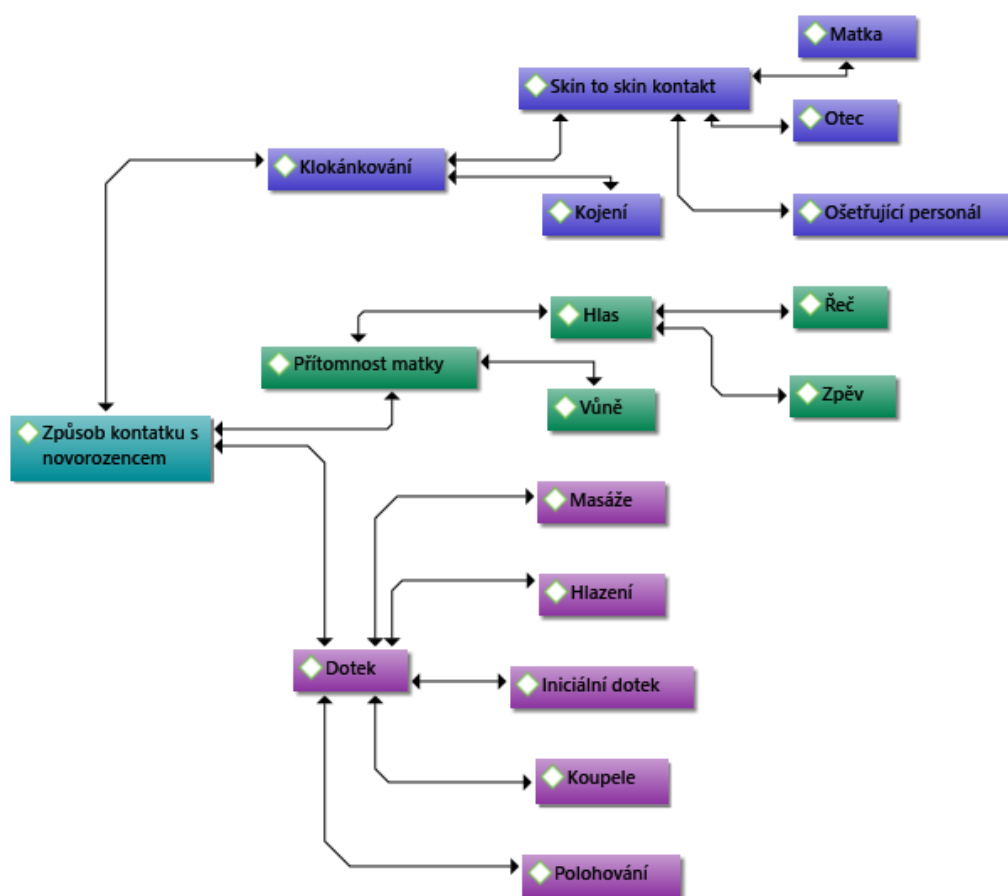 Matka
Skin to skin kontakt
Otec
Klokánkování
Kojení
Ošetřující personál
Hlas
Řeč
Přítomnost matky
Vůně
Zpěv
Způsob kontatku s
novorozencem
Masáže
Hlazení
Dotek
Iniciální dotek
Koupele
Polohování